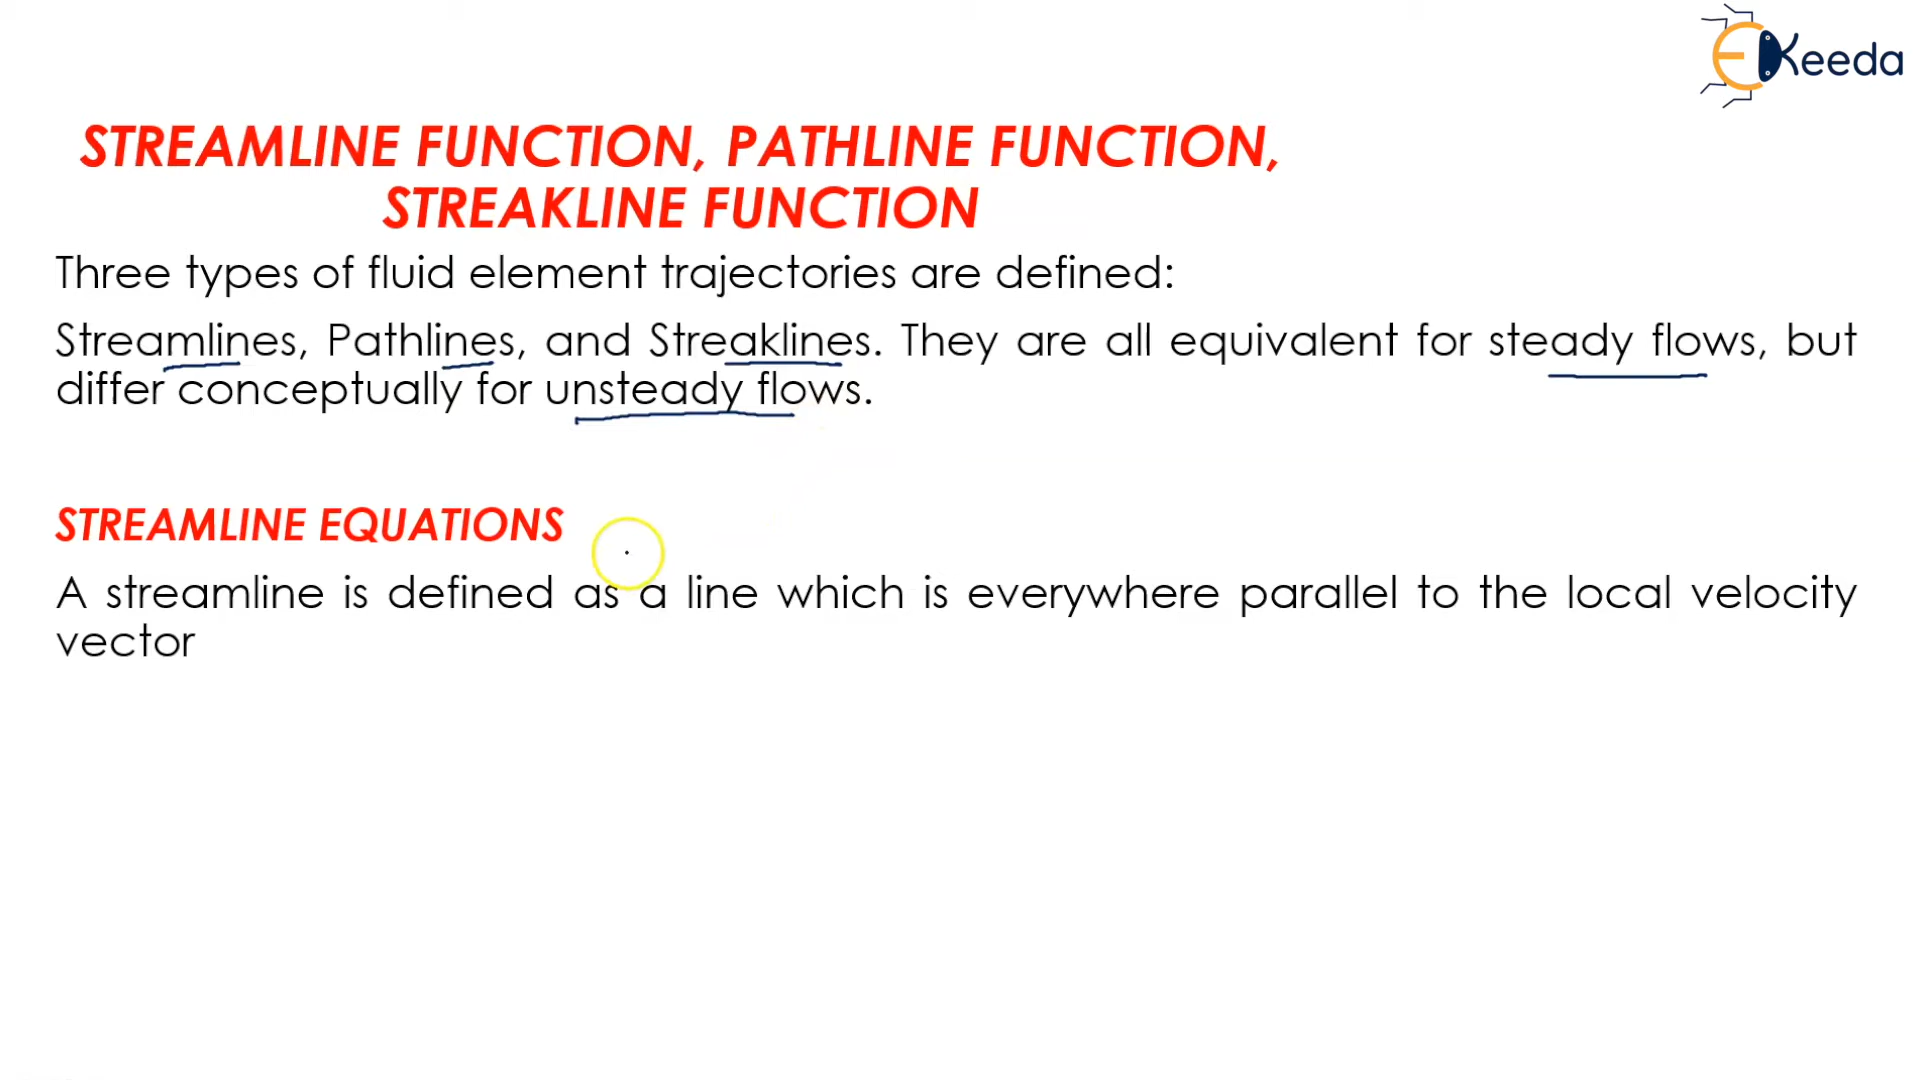 EKeeda
STREAMLINE FUNCTION, PATHLINE FUNCTION,
STREAKLINE FUNCTION
Three types of fluid element trajectories are defined:
Streamlines, Pathlines, and Streaklines. They are all equivalent for steady flows, but
differ conceptually for unsteady flows.
STREAMLINE EQUATIONS
A streamline is defined as a line which is everywhere parallel to the local velocity
vector